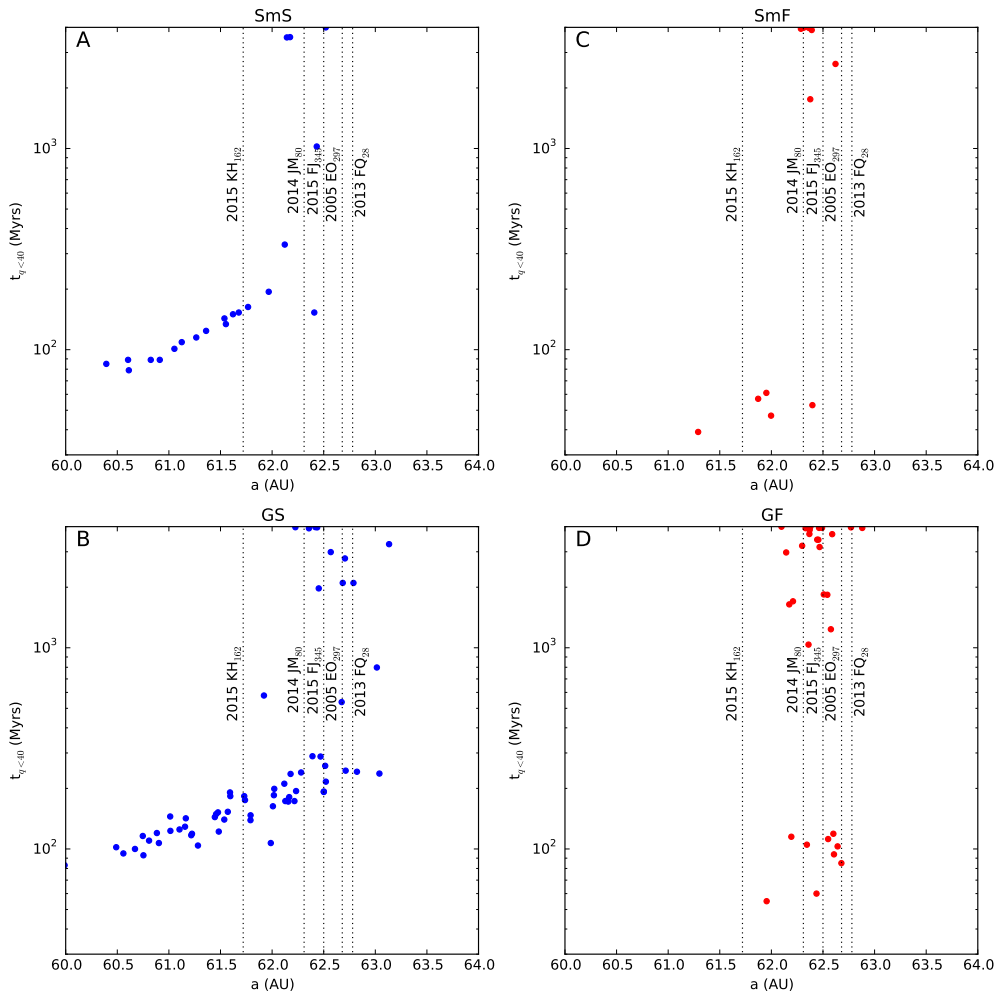 SmS
A
10³
10²
t_{q<40} (Myrs)
2015 KH₁₆₂
2014 JM₈₀
2015 FJ₃₄₅
2005 EO₂₉₇
2013 FQ₂₈
60.0 60.5 61.0 61.5 62.0 62.5 63.0 63.5 64.0
a (AU)
SmF
C
10³
10²
t_{q<40} (Myrs)
2015 KH₁₆₂
2014 JM₈₀
2015 FJ₃₄₅
2005 EO₂₉₇
2013 FQ₂₈
60.0 60.5 61.0 61.5 62.0 62.5 63.0 63.5 64.0
a (AU)
GS
B
10³
10²
t_{q<40} (Myrs)
2015 KH₁₆₂
2014 JM₈₀
2015 FJ₃₄₅
2005 EO₂₉₇
2013 FQ₂₈
60.0 60.5 61.0 61.5 62.0 62.5 63.0 63.5 64.0
a (AU)
GF
D
10³
10²
t_{q<40} (Myrs)
2015 KH₁₆₂
2014 JM₈₀
2015 FJ₃₄₅
2005 EO₂₉₇
2013 FQ₂₈
60.0 60.5 61.0 61.5 62.0 62.5 63.0 63.5 64.0
a (AU)